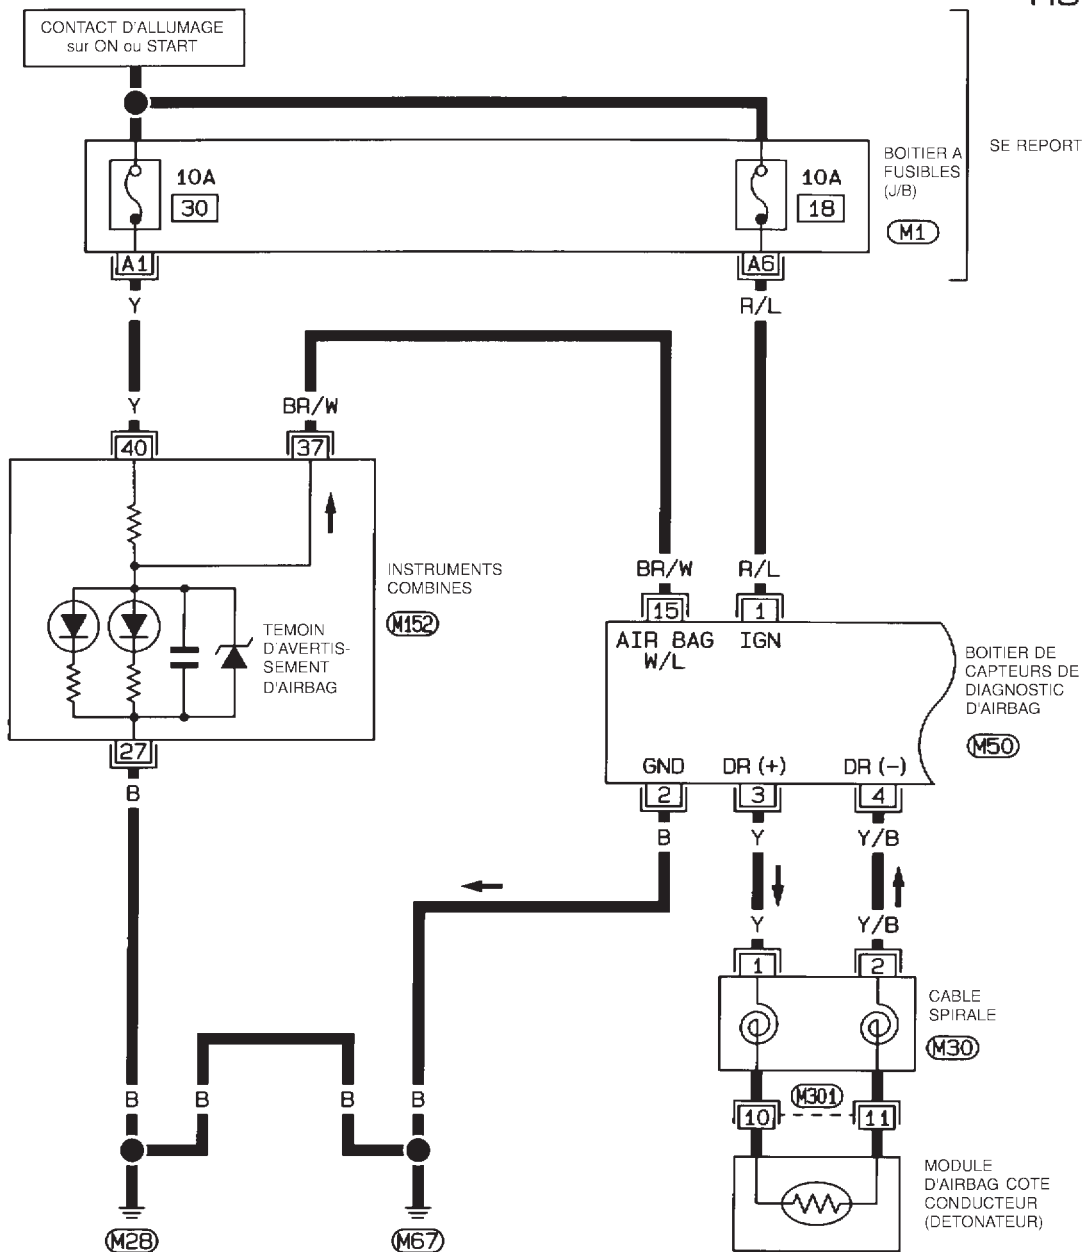 CONTACT D'ALLUMAGE
sur ON ou START
SE REPORT
BOITIER A
FUSIBLES
(J/B)
M1
10A
30
10A
18
A1
A6
Y
R/L
Y
BR/W
40
37
INSTRUMENTS
COMBINES
M152
TEMOIN
D'AVERTIS-
SEMENT
D'AIRBAG
27
B
BR/W
R/L
15
1
AIR BAG
W/L
IGN
BOITIER DE
CAPTEURS DE
DIAGNOSTIC
D'AIRBAG
M50
GND
DR (+)
DR (-)
2
3
4
B
Y
Y/B
Y
Y/B
1
2
CABLE
SPIRALE
M30
M301
10
11
B
B
B
B
M28
M67
MODULE
D'AIRBAG COTE
CONDUCTEUR
(DETONATEUR)